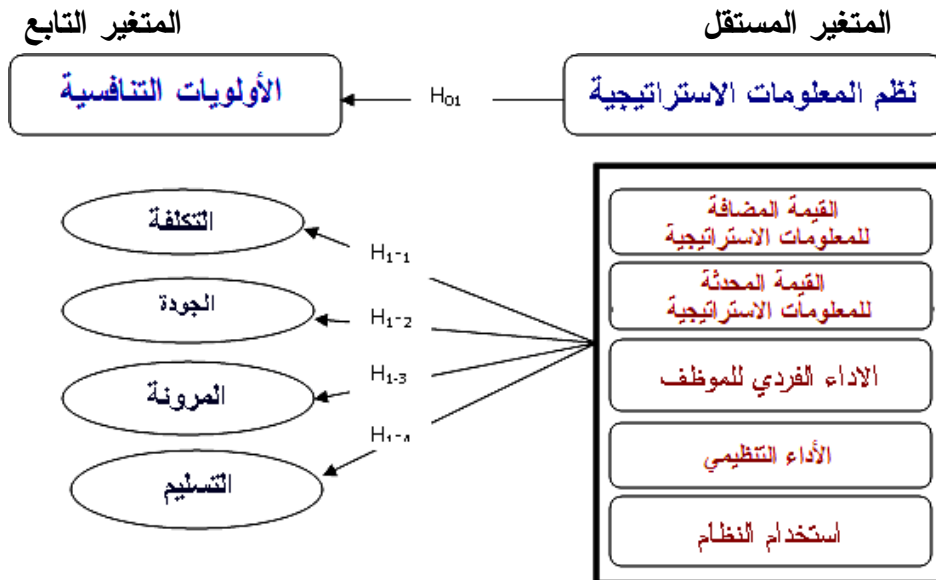 المتغير المستقل
المتغير التابع
نظم المعلومات الاستراتيجية
H01
الأولويات التنافسية
القيمة المضافة
للمعلومات الاستراتيجية
القيمة المحدثة
للمعلومات الاستراتيجية
الاداء الفردي للموظف
الأداء التنظيمي
استخدام النظام
H1-1
H1-2
H1-3
H1-4
التكلفة
الجودة
المرونة
التسليم